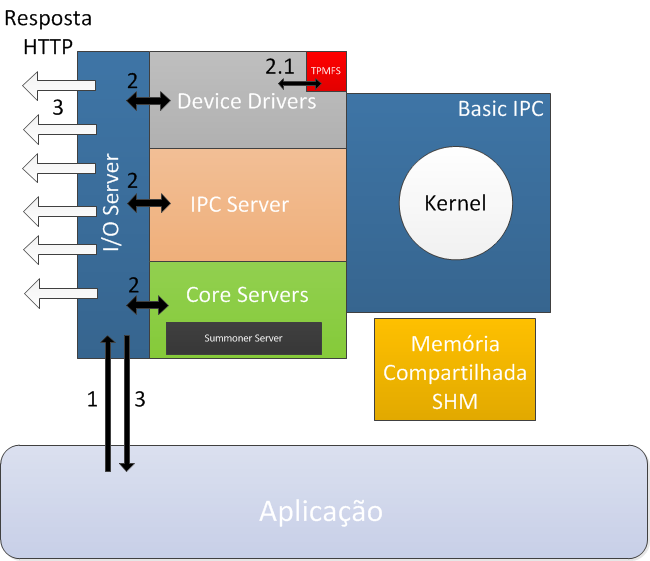 Resposta
HTTP
3
2
2.1
TPMFS
Device Drivers
Basic IPC
I/O Server
2
IPC Server
Kernel
2
Core Servers
Summoner Server
Memória
Compartilhada
SHM
1
3
Aplicação